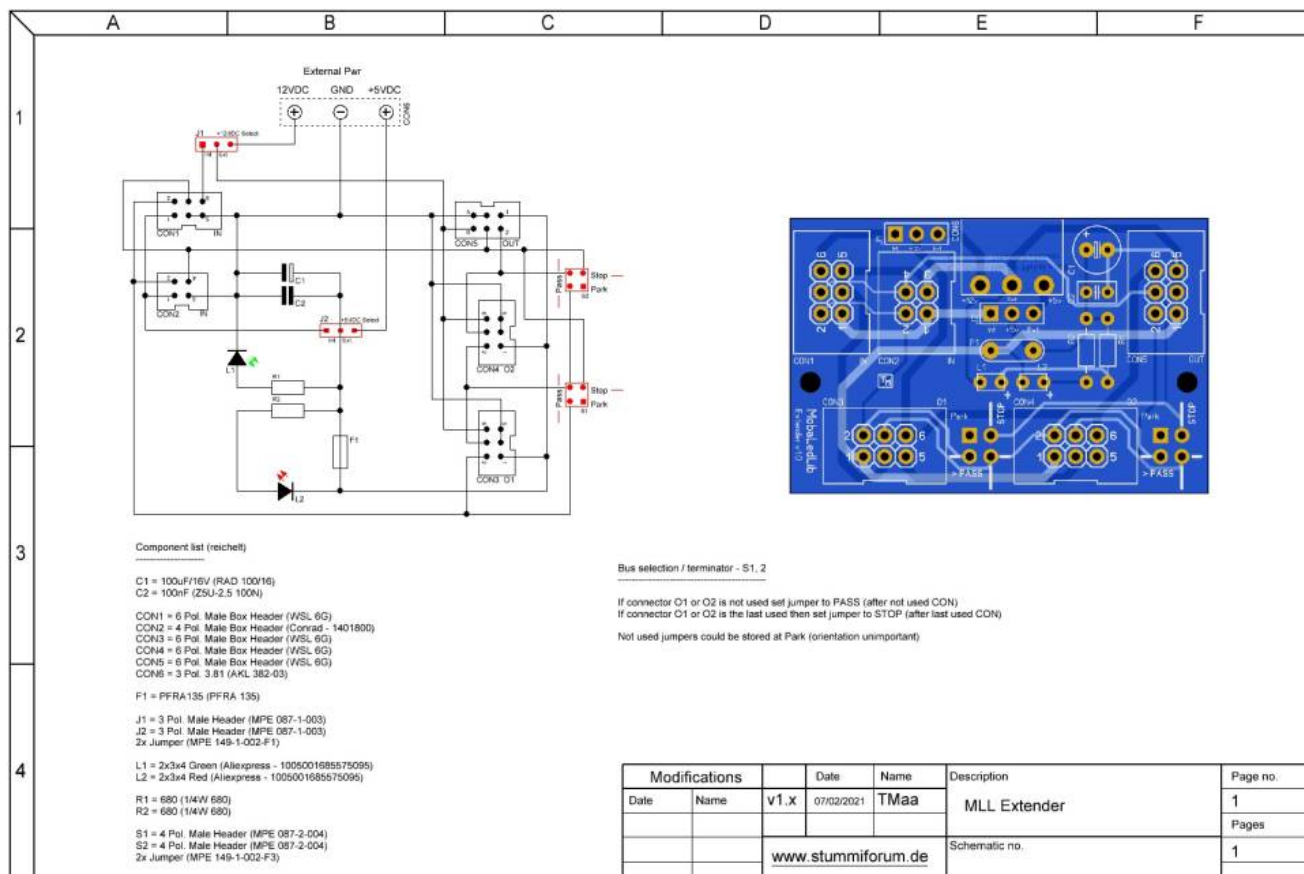 A B C D E F
1
2
3
4
External Pwr
12VDC GND +5VDC
CON6
J1
CON1 IN
CON2 IN
CON5 OUT
C1
C2
J2 +5VDC Select
L1
R1
R2
F1
L2
Pass Stop
Park
CON4 O2
Pass Stop
Park
CON3 O1
CON1 IN CON2 IN
CON5 OUT
CON3 O1 CON4
Park STOP Park STOP
> PASS > PASS
MobaLedLib
Extender v1.0
Component list (reichelt)
C1 = 100uF/16V (RAD 100/16)
C2 = 100nF (Z5U-2.5 100N)
CON1 = 6 Pol. Male Box Header (WSL 6G)
CON2 = 4 Pol. Male Box Header (Conrad - 1401800)
CON3 = 6 Pol. Male Box Header (WSL 6G)
CON4 = 6 Pol. Male Box Header (WSL 6G)
CON5 = 6 Pol. Male Box Header (WSL 6G)
CON6 = 3 Pol. 3.81 (AKL 382-03)
F1 = PFRA135 (PFRA 135)
J1 = 3 Pol. Male Header (MPE 087-1-003)
J2 = 3 Pol. Male Header (MPE 087-1-003)
2x Jumper (MPE 149-1-002-F1)
L1 = 2x3x4 Green (Aliexpress - 1005001685575095)
L2 = 2x3x4 Red (Aliexpress - 1005001685575095)
R1 = 680 (1/4W 680)
R2 = 680 (1/4W 680)
S1 = 4 Pol. Male Header (MPE 087-2-004)
S2 = 4 Pol. Male Header (MPE 087-2-004)
2x Jumper (MPE 149-1-002-F3)
Bus selection / terminator - S1, 2
If connector O1 or O2 is not used set jumper to PASS (after not used CON)
If connector O1 or O2 is the last used then set jumper to STOP (after last used CON)
Not used jumpers could be stored at Park (orientation unimportant)
Modifications Date Name Description Page no.
Date Name v1.x 07/02/2021 TMaa MLL Extender 1
Pages
www.stummiforum.de Schematic no. 1